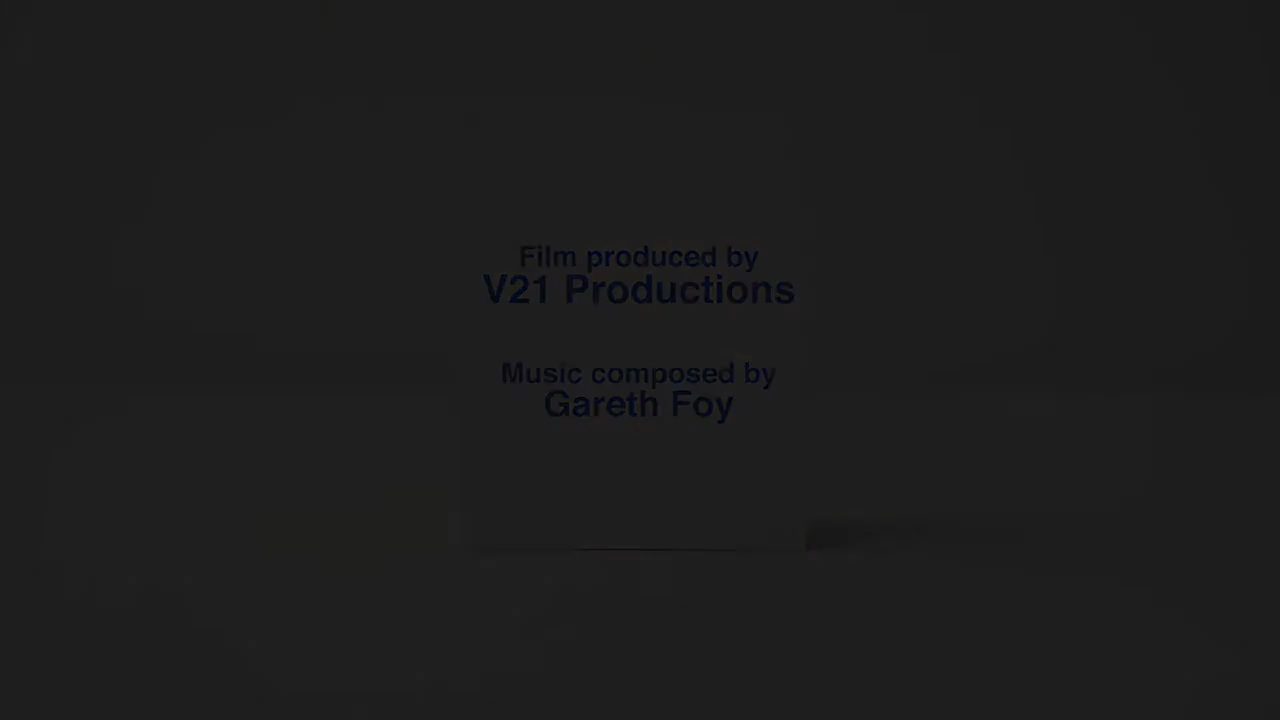 Film produced by
V21 Productions
Music composed by
Gareth Foy